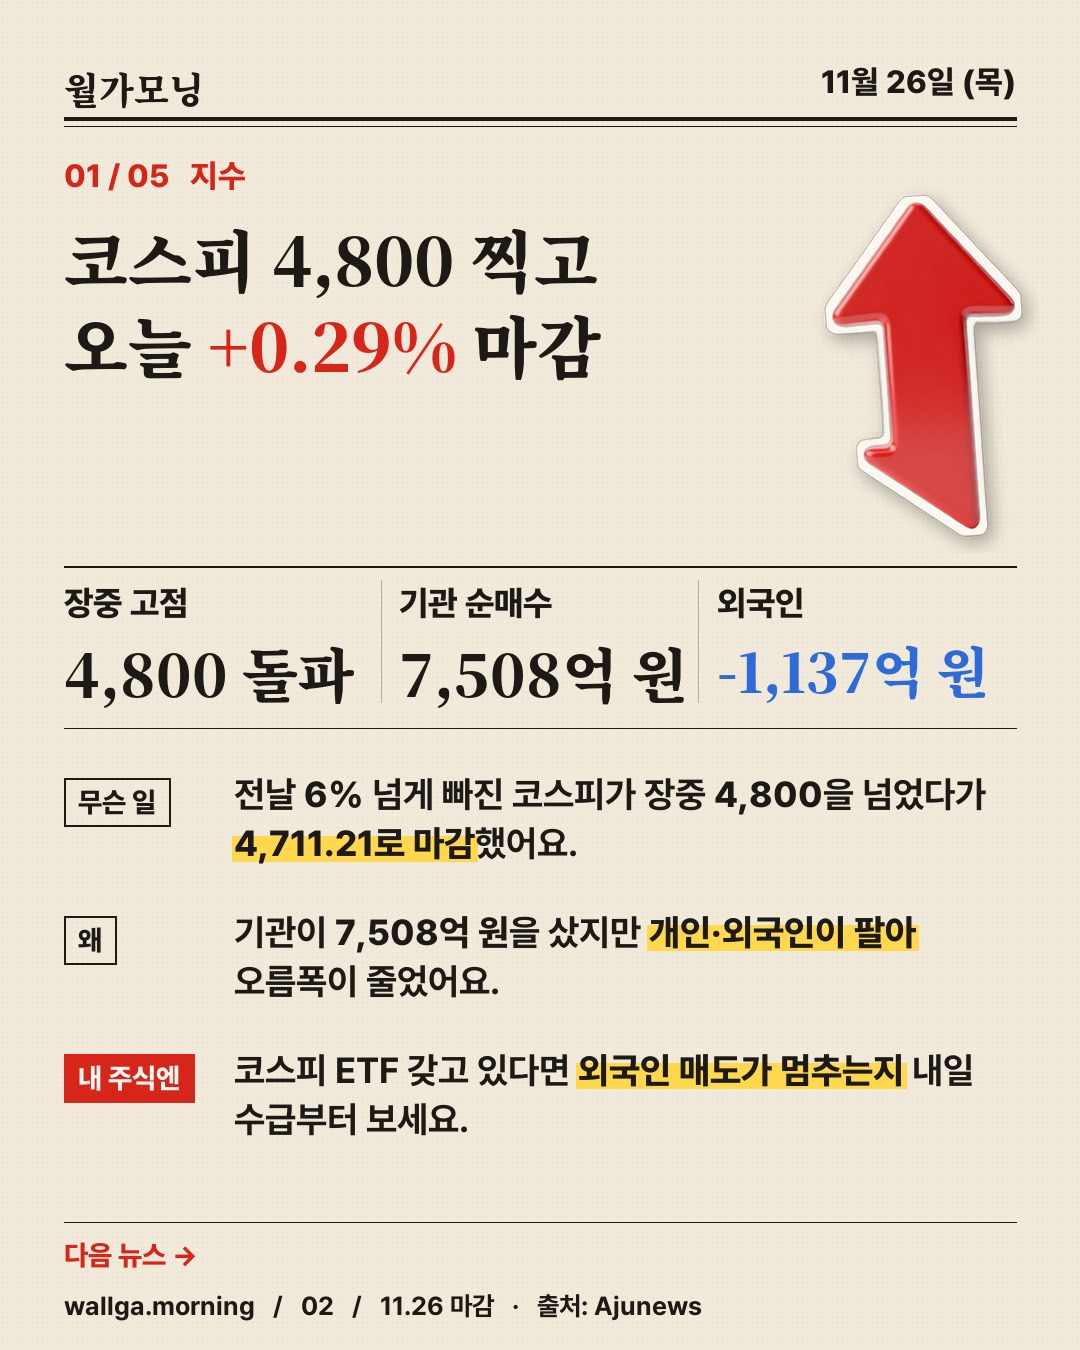 월가모닝
11월 26일 (목)
01 / 05 지수
코스피 4,800 찍고
오늘 +0.29% 마감
장중 고점
4,800 돌파
기관 순매수
7,508억 원
외국인
-1,137억 원
무슨 일
전날 6% 넘게 빠진 코스피가 장중 4,800을 넘었다가
4,711.21로 마감했어요.
왜
기관이 7,508억 원을 샀지만 개인·외국인이 팔아
오름폭이 줄었어요.
내 주식엔
코스피 ETF 갖고 있다면 외국인 매도가 멈추는지 내일
수급부터 보세요.
다음 뉴스 →
wallga.morning / 02 / 11.26 마감 · 출처: Ajunews